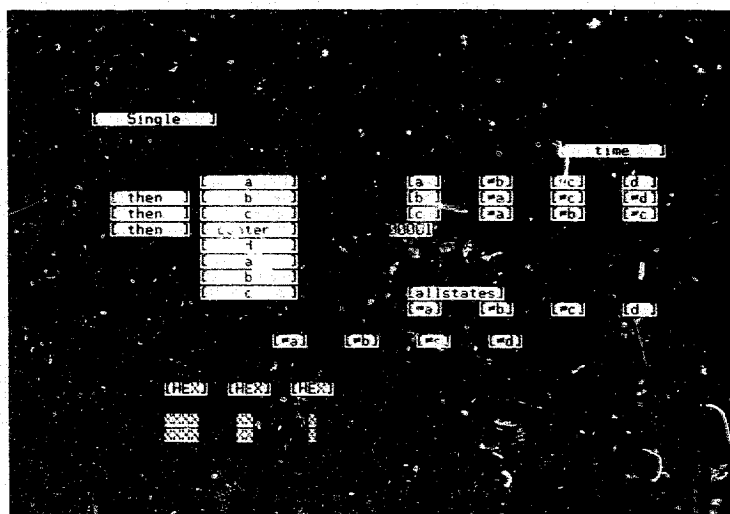 [ Single ]
[ time ]
[ a ] [a ] [≠b] [≠c] [d ]
[ then ] [ b ] [b ] [≠a] [≠c] [≠d]
[ then ] [ c ] [c ] [≠a] [≠b] [≠c]
[ then ]
[ a ]
[ b ] [allstates]
[ c ] [≠a] [≠b] [≠c] [d ]
[≠a] [≠b] [≠c] [≠d]
[HEX] [HEX] [HEX]